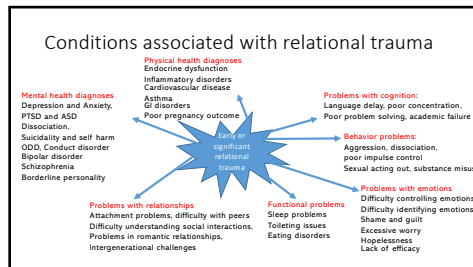 Conditions associated with relational trauma
Physical health diagnoses
Endocrine dysfunction
Inflammatory disorders
Cardiovascular disease
Asthma
GI disorders
Poor pregnancy outcome
Mental health diagnoses
Depression and Anxiety,
PTSD and ASD
Dissociation,
Suicidality and self harm
ODD, Conduct disorder
Bipolar disorder
Schizophrenia
Borderline personality
Early or
significant
relational
trauma
Problems with cognition:
Language delay, poor concentration,
Poor problem solving, academic failure
Behavior problems:
Aggression, dissociation,
poor impulse control
Sexual acting out, substance misus
Problems with emotions
Difficulty controlling emotions
Difficulty identifying emotions
Shame and guilt
Excessive worry
Hopelessness
Lack of efficacy
Functional problems
Sleep problems
Toileting issues
Eating disorders
Problems with relationships
Attachment problems, difficulty with peers
Difficulty understanding social interactions,
Problems in romantic relationships,
Intergenerational challenges